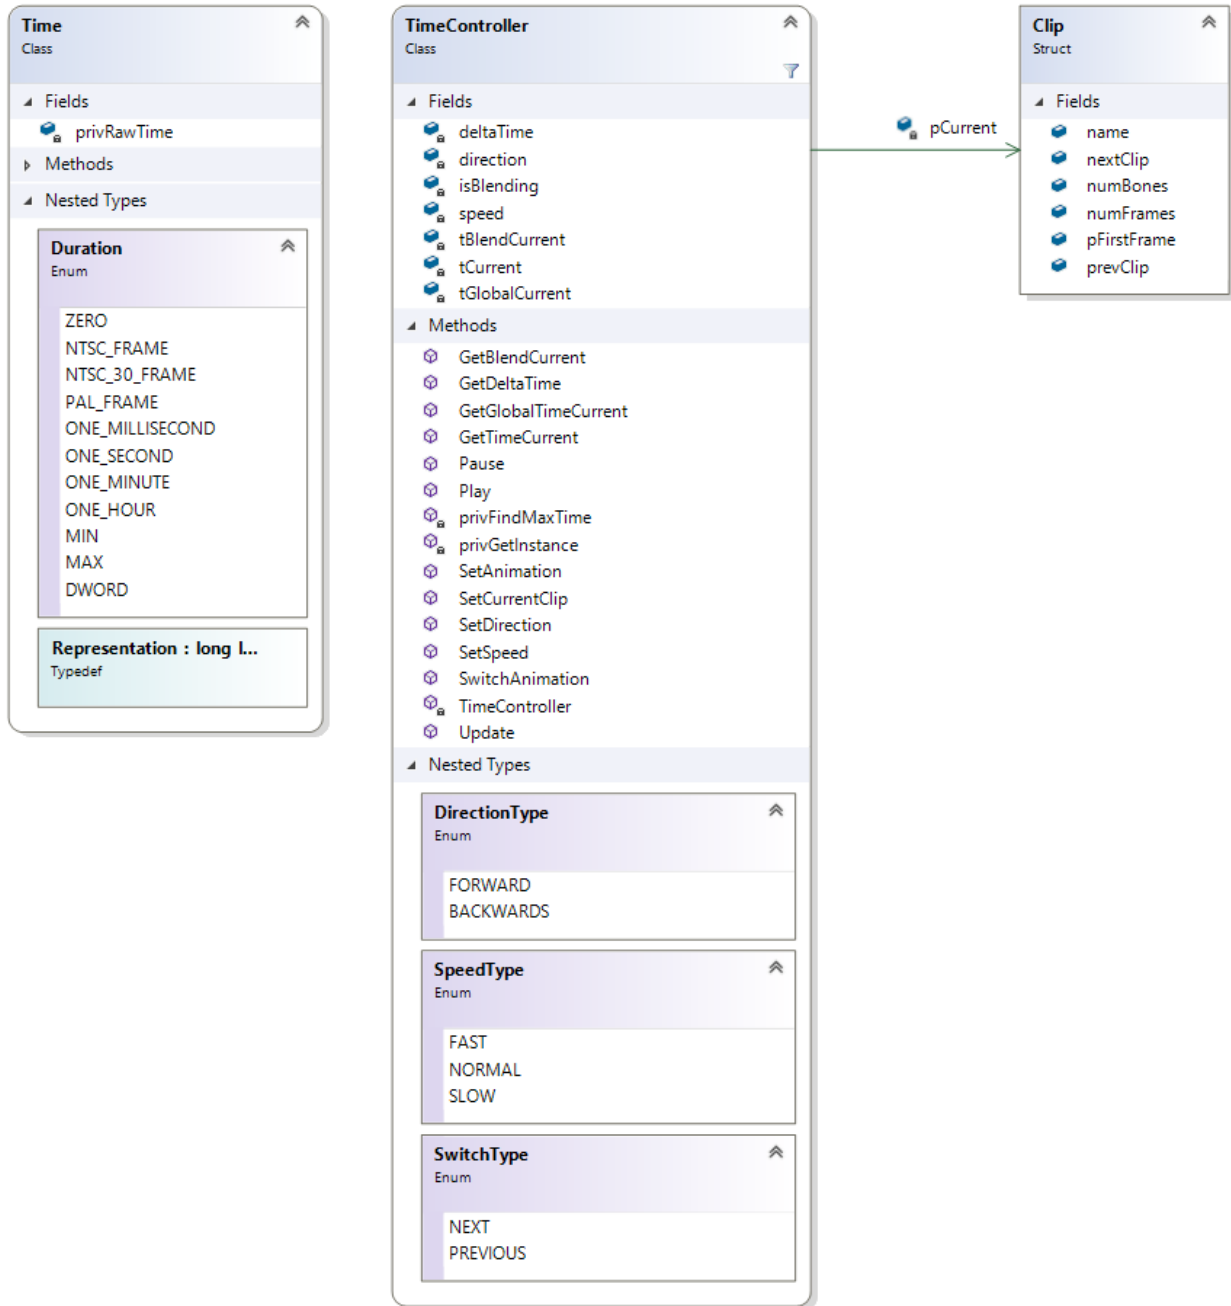 Time
Class
Fields
privRawTime
Methods
Nested Types
Duration
Enum
ZERO
NTSC_FRAME
NTSC_30_FRAME
PAL_FRAME
ONE_MILLISECOND
ONE_SECOND
ONE_MINUTE
ONE_HOUR
MIN
MAX
DWORD
Representation : long l...
Typedef
TimeController
Class
Fields
deltaTime
direction
isBlending
speed
tBlendCurrent
tCurrent
tGlobalCurrent
Methods
GetBlendCurrent
GetDeltaTime
GetGlobalTimeCurrent
GetTimeCurrent
Pause
Play
privFindMaxTime
privGetInstance
SetAnimation
SetCurrentClip
SetDirection
SetSpeed
SwitchAnimation
TimeController
Update
Nested Types
DirectionType
Enum
FORWARD
BACKWARDS
SpeedType
Enum
FAST
NORMAL
SLOW
SwitchType
Enum
NEXT
PREVIOUS
pCurrent
Clip
Struct
Fields
name
nextClip
numBones
numFrames
pFirstFrame
prevClip